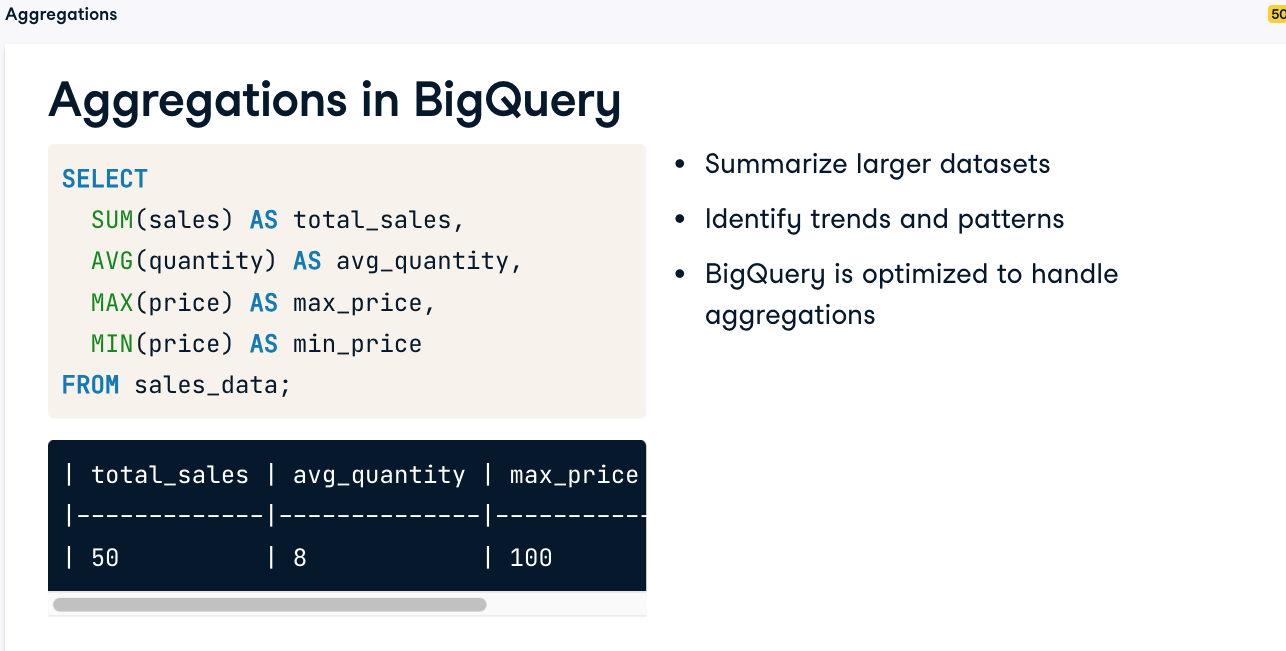 Aggregations
50
Aggregations in BigQuery
SELECT
SUM(sales) AS total_sales,
AVG(quantity) AS avg_quantity,
MAX(price) AS max_price,
MIN(price) AS min_price
FROM sales_data;
| total_sales | avg_quantity | max_price
|-------------|--------------|-----------
| 50 | 8 | 100
• Summarize larger datasets
• Identify trends and patterns
• BigQuery is optimized to handle
aggregations